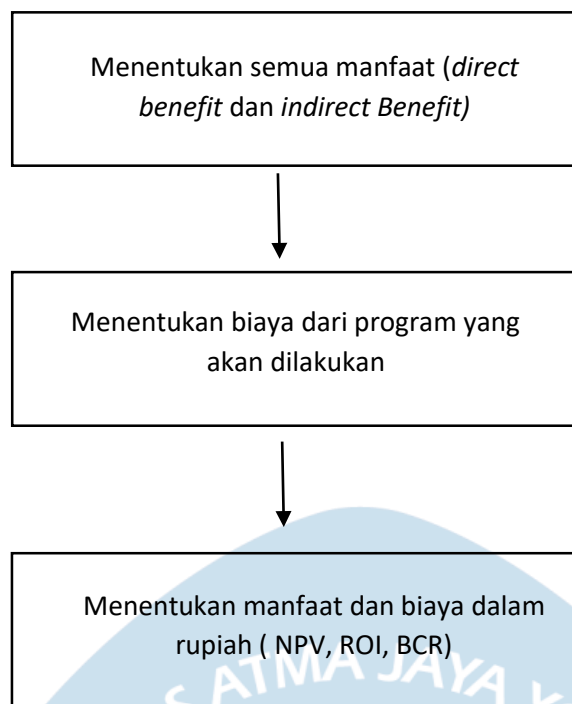 Menentukan semua manfaat (direct
benefit dan indirect Benefit)
Menentukan biaya dari program yang
akan dilakukan
Menentukan manfaat dan biaya dalam
rupiah ( NPV, ROI, BCR)
S ATMA JAYA Y